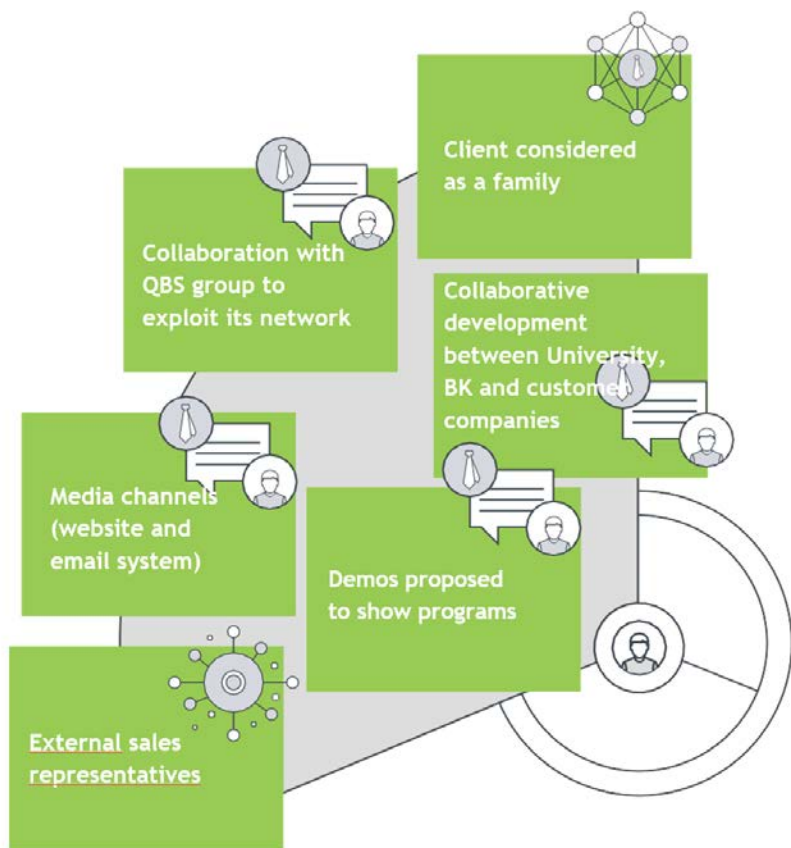 Client considered
as a family
Collaboration with
QBS group to
exploit its network
Collaborative
development
between University,
BK and customer
companies
Media channels
(website and
email system)
Demos proposed
to show programs
External sales
representatives